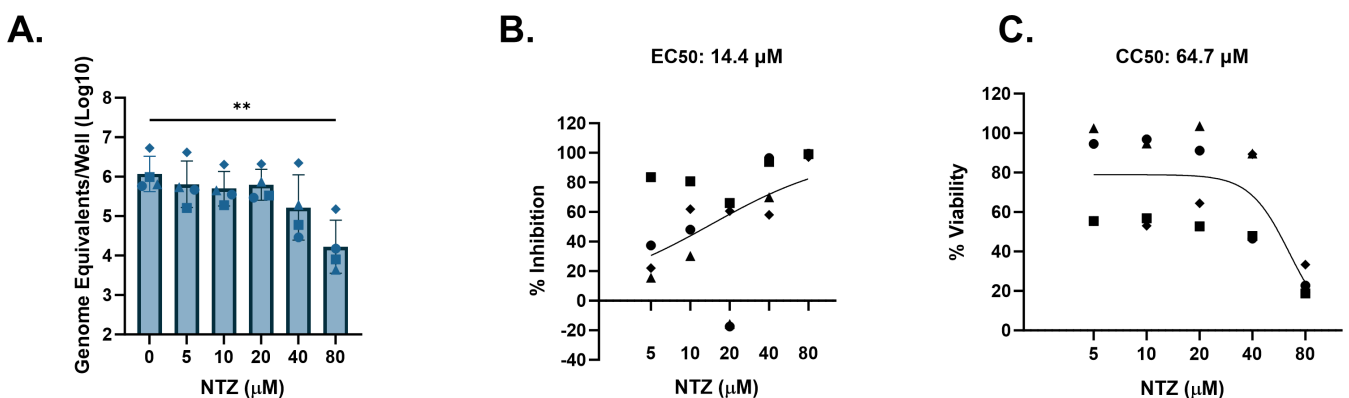 A.
Genome Equivalents/Well (Log10)
8
7
6
5
4
3
2
**
0 5 10 20 40 80
NTZ (μM)
B.
EC50: 14.4 μM
% Inhibition
120
100
80
60
40
20
0
-20
-40
5 10 20 40 80
NTZ (μM)
C.
CC50: 64.7 μM
% Viability
120
100
80
60
40
20
0
5 10 20 40 80
NTZ (μM)